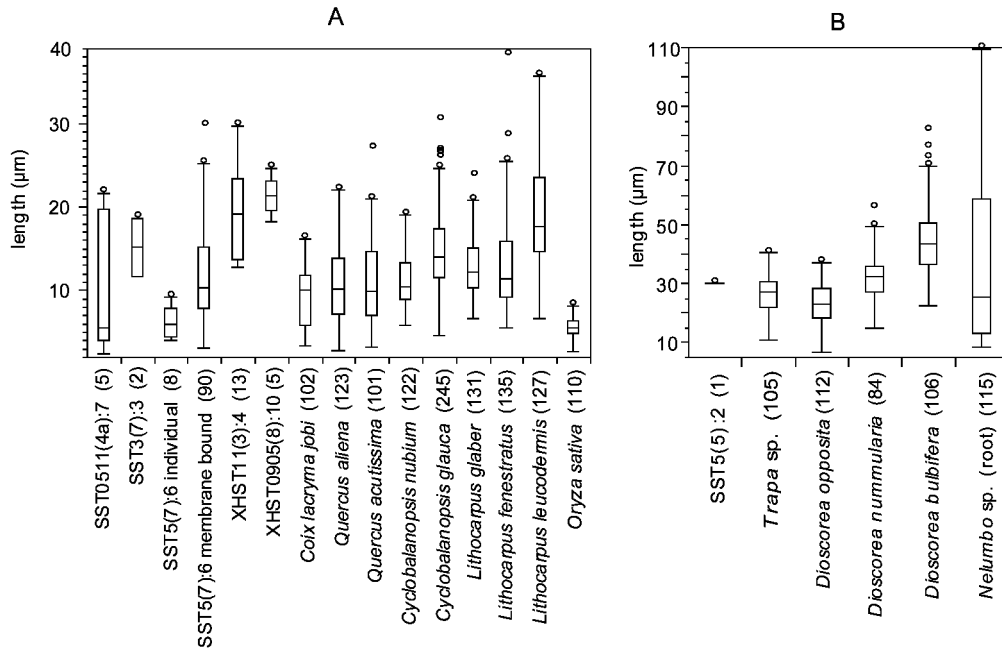 A
B
length (µm)
40
30
20
10
SST0511(4a):7 (5)
SST3(7):3 (2)
SST5(7):6 individual (8)
SST5(7):6 membrane bound (90)
XHST11(3):4 (13)
XHST0905(8):10 (5)
Coix lacryma jobi (102)
Quercus aliena (123)
Quercus acutissima (101)
Cyclobalanopsis nubium (122)
Cyclobalanopsis glauca (245)
Lithocarpus glaber (131)
Lithocarpus fenestratus (135)
Lithocarpus leucodermis (127)
Oryza sativa (110)
length (µm)
110
90
70
50
30
10
SST5(5):2 (1)
Trapa sp. (105)
Dioscorea opposita (112)
Dioscorea nummularia (84)
Dioscorea bulbifera (106)
Nelumbo sp. (root) (115)